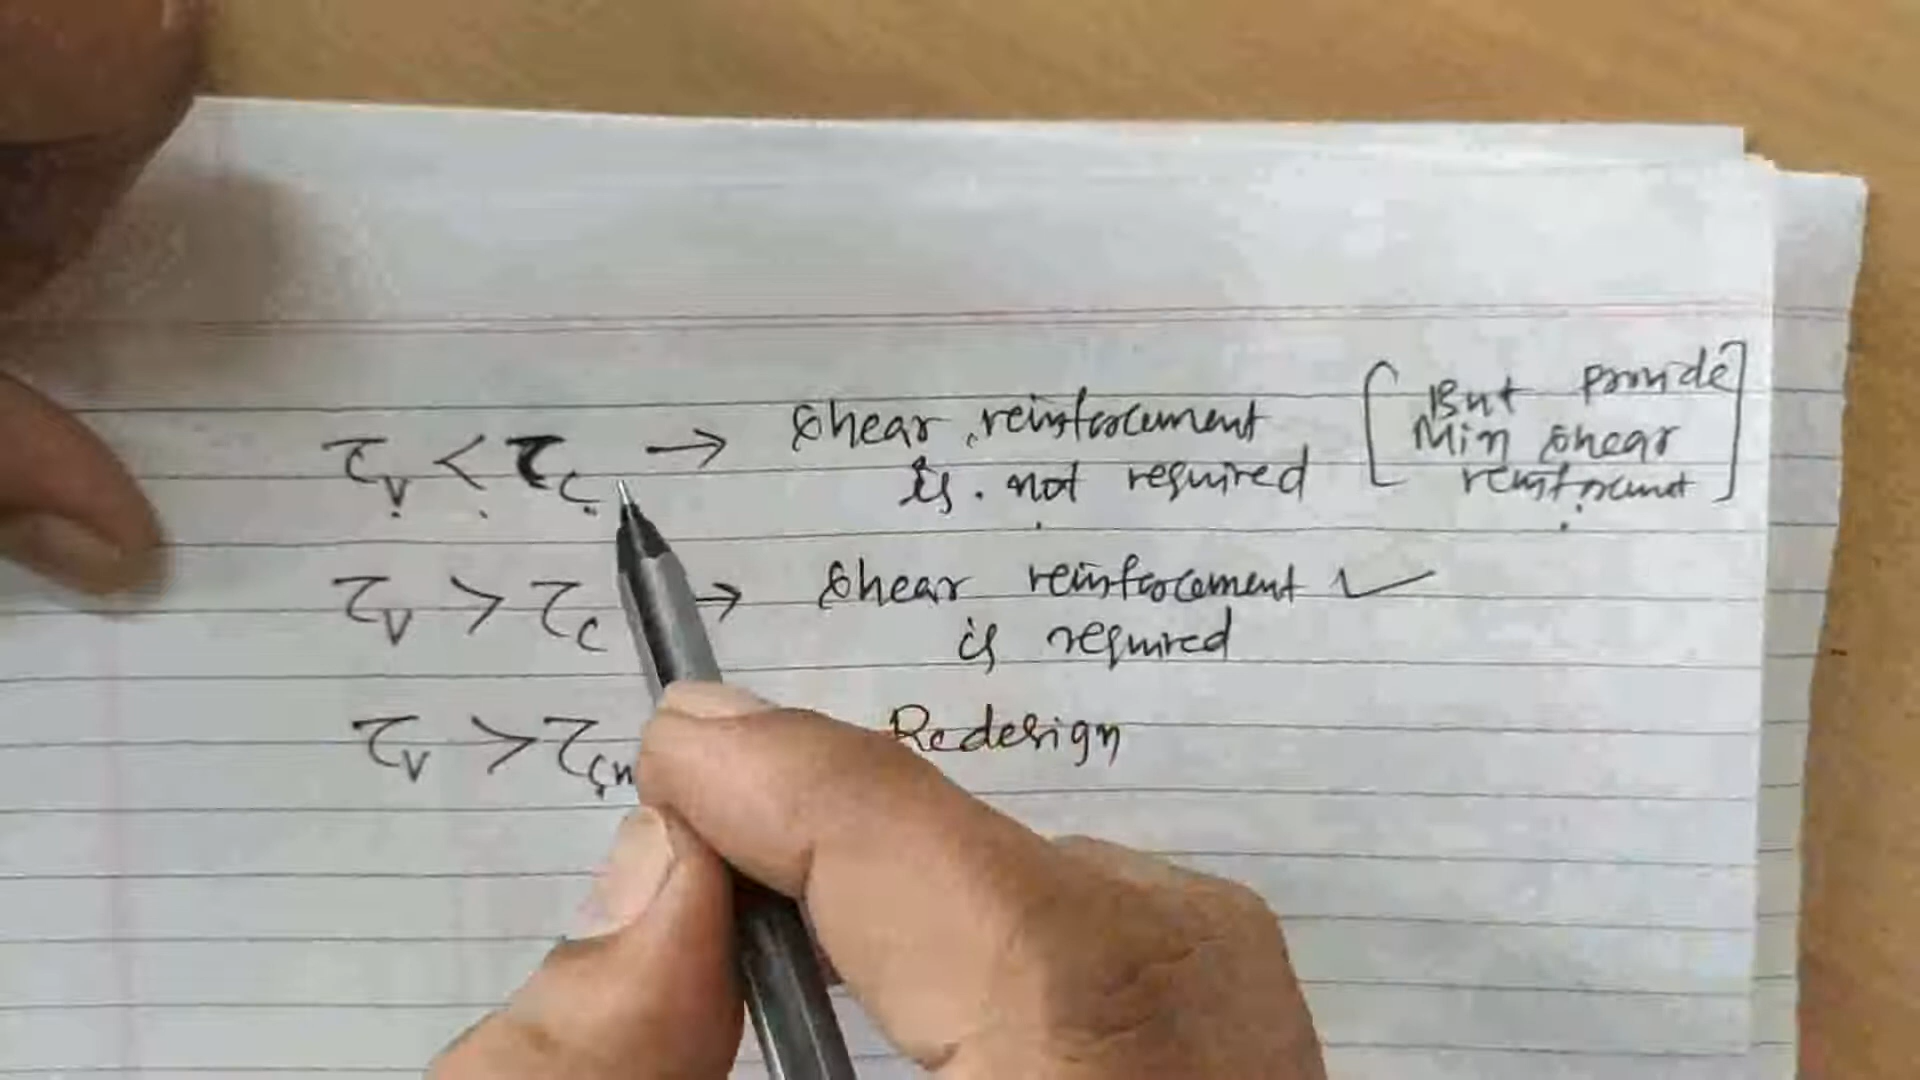 τv < τc → Shear reinforcement [But provide
is not required Min shear
reinforcement]
τv > τc → Shear reinforcement ✓
is required
τv > τcm Redesign